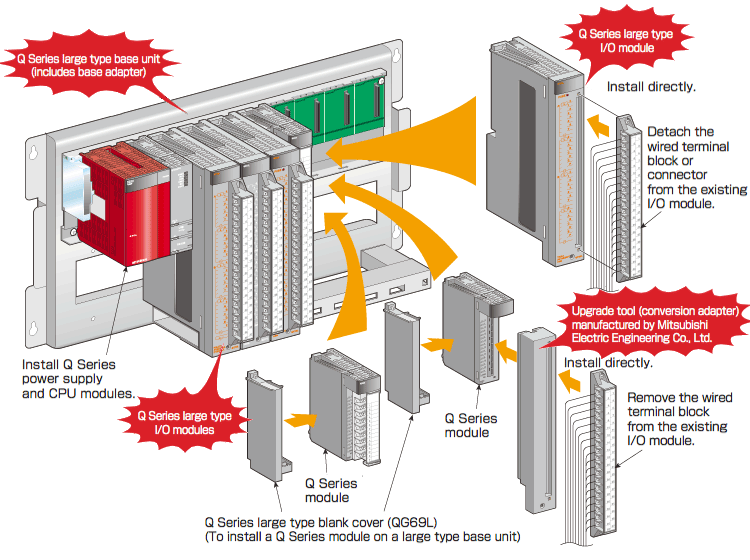 Q Series large type base unit
(includes base adapter)
Q Series large type
I/O module
Install directly.
Detach the
wired terminal
block or
connector
from the existing
I/O module.
Upgrade tool (conversion adapter)
manufactured by Mitsubishi
Electric Engineering Co., Ltd.
Install directly.
Remove the wired
terminal block
from the existing
I/O module.
Install Q Series
power supply
and CPU modules.
Q Series large type
I/O modules
Q Series
module
Q Series
module
Q Series large type blank cover (QG69L)
(To install a Q Series module on a large type base unit)